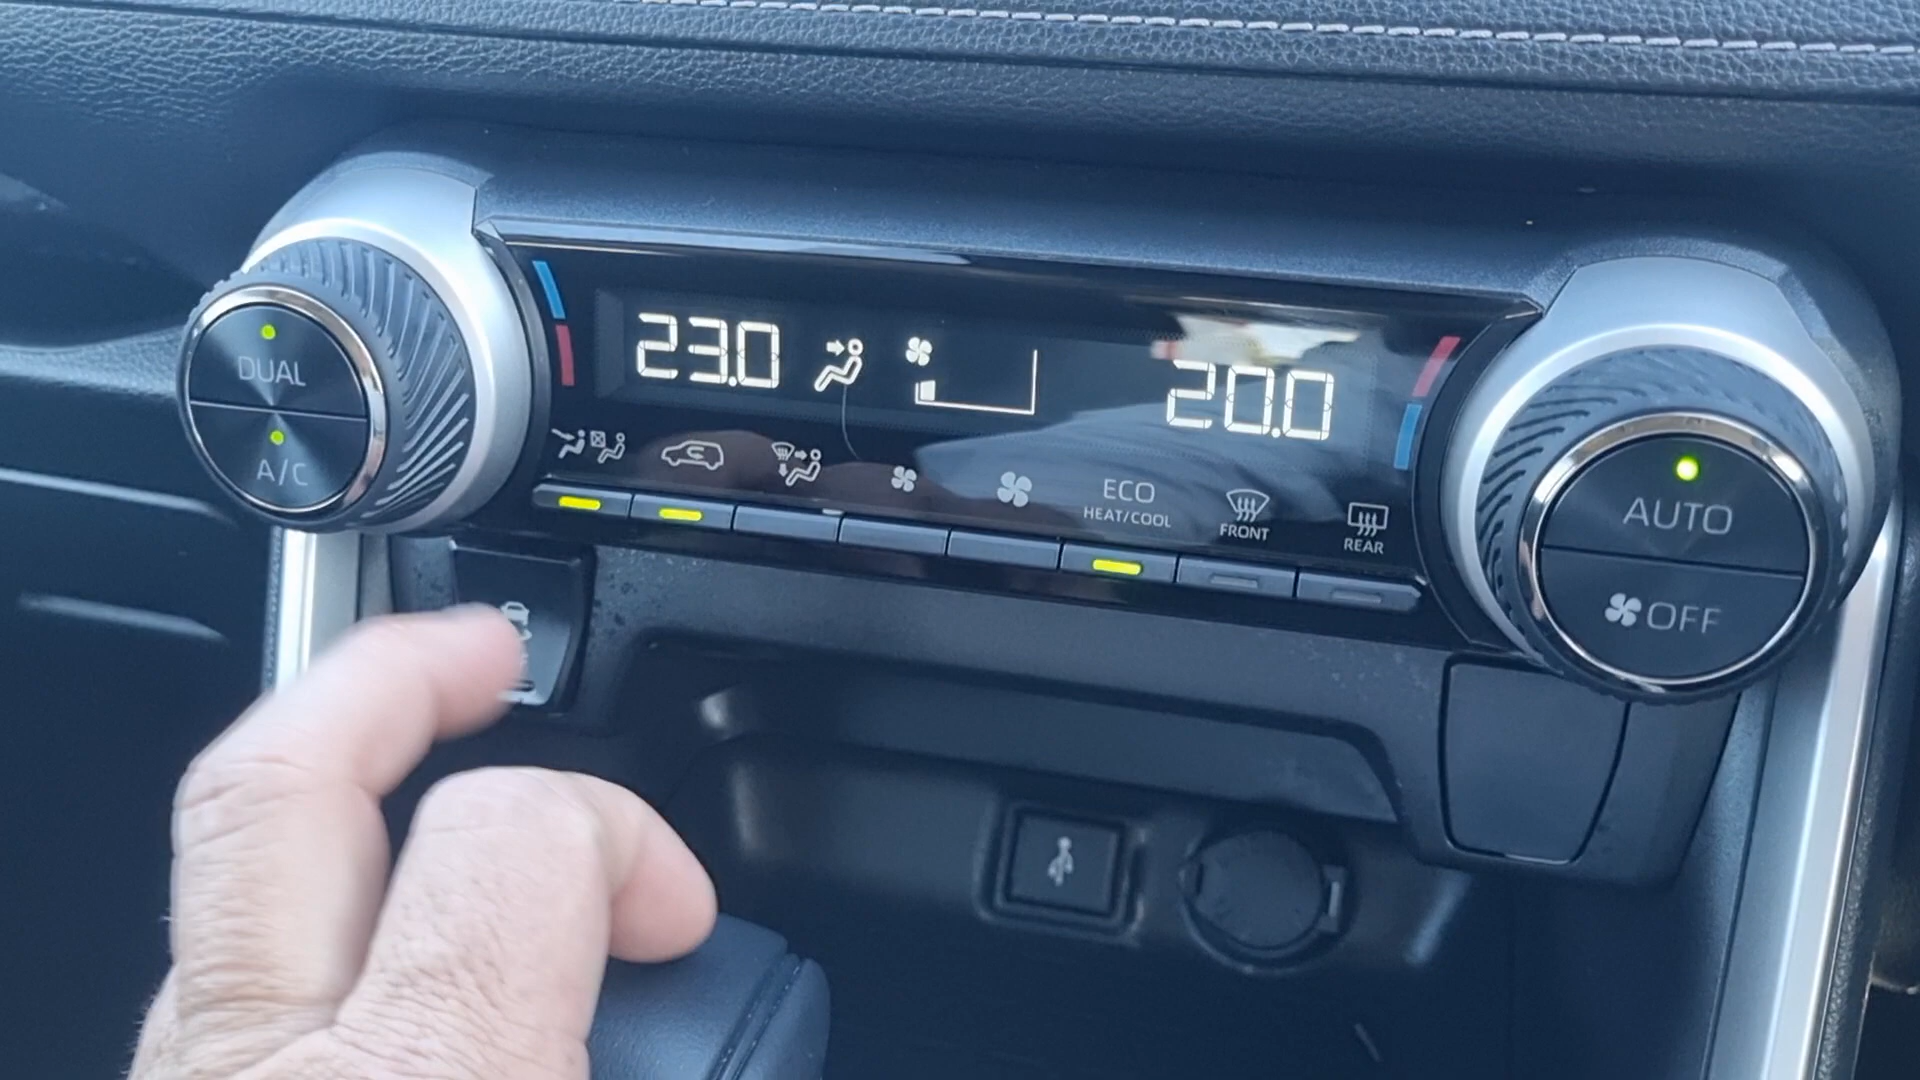 DUAL
A/C
23.0
20.0
ECO
HEAT/COOL
FRONT
REAR
AUTO
OFF